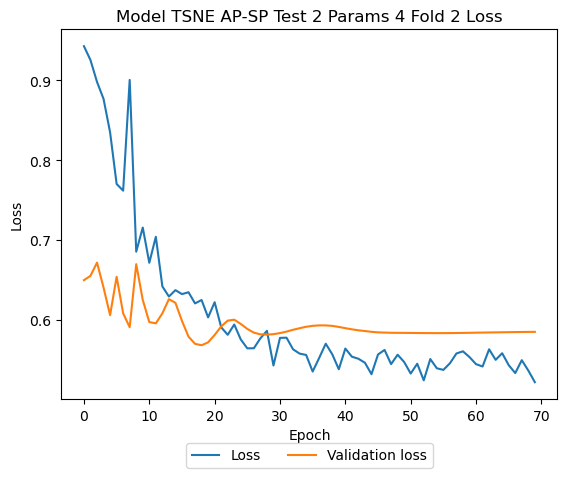 Model TSNE AP-SP Test 2 Params 4 Fold 2 Loss
0.9
0.8
0.7
0.6
Loss
0 10 20 30 40 50 60 70
Epoch
Loss Validation loss